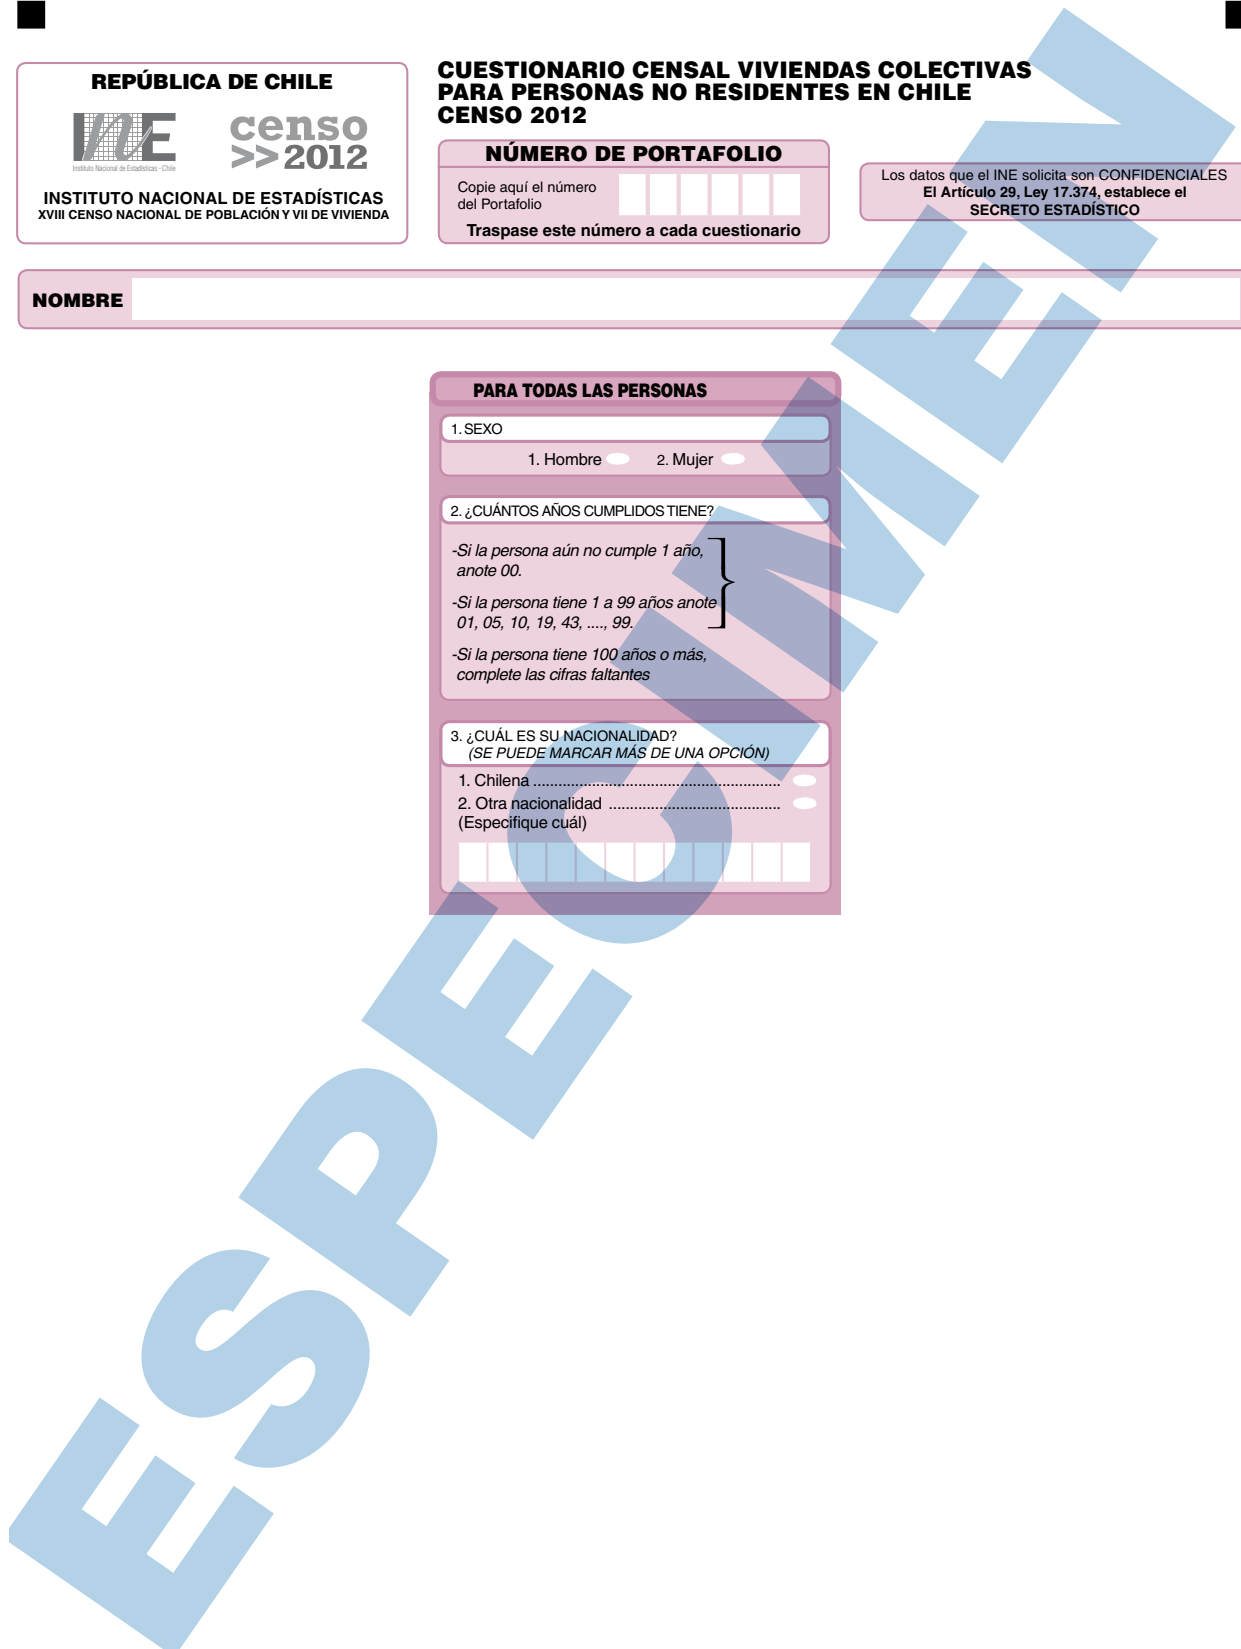 REPÚBLICA DE CHILE
INE
Instituto Nacional de Estadísticas - Chile
censo
>> 2012
INSTITUTO NACIONAL DE ESTADÍSTICAS
XVIII CENSO NACIONAL DE POBLACIÓN Y VII DE VIVIENDA
CUESTIONARIO CENSAL VIVIENDAS COLECTIVAS
PARA PERSONAS NO RESIDENTES EN CHILE
CENSO 2012
NÚMERO DE PORTAFOLIO
Copie aquí el número
del Portafolio
Traspase este número a cada cuestionario
Los datos que el INE solicita son CONFIDENCIALES
El Artículo 29, Ley 17.374, establece el
SECRETO ESTADÍSTICO
NOMBRE
PARA TODAS LAS PERSONAS
1. SEXO
1. Hombre 2. Mujer
2. ¿CUÁNTOS AÑOS CUMPLIDOS TIENE?
-Si la persona aún no cumple 1 año,
anote 00.
-Si la persona tiene 1 a 99 años anote
01, 05, 10, 19, 43, ...., 99.
-Si la persona tiene 100 años o más,
complete las cifras faltantes
3. ¿CUÁL ES SU NACIONALIDAD?
(SE PUEDE MARCAR MÁS DE UNA OPCIÓN)
1. Chilena ..........................................................
2. Otra nacionalidad ........................................
(Especifique cuál)
ESPECIMEN